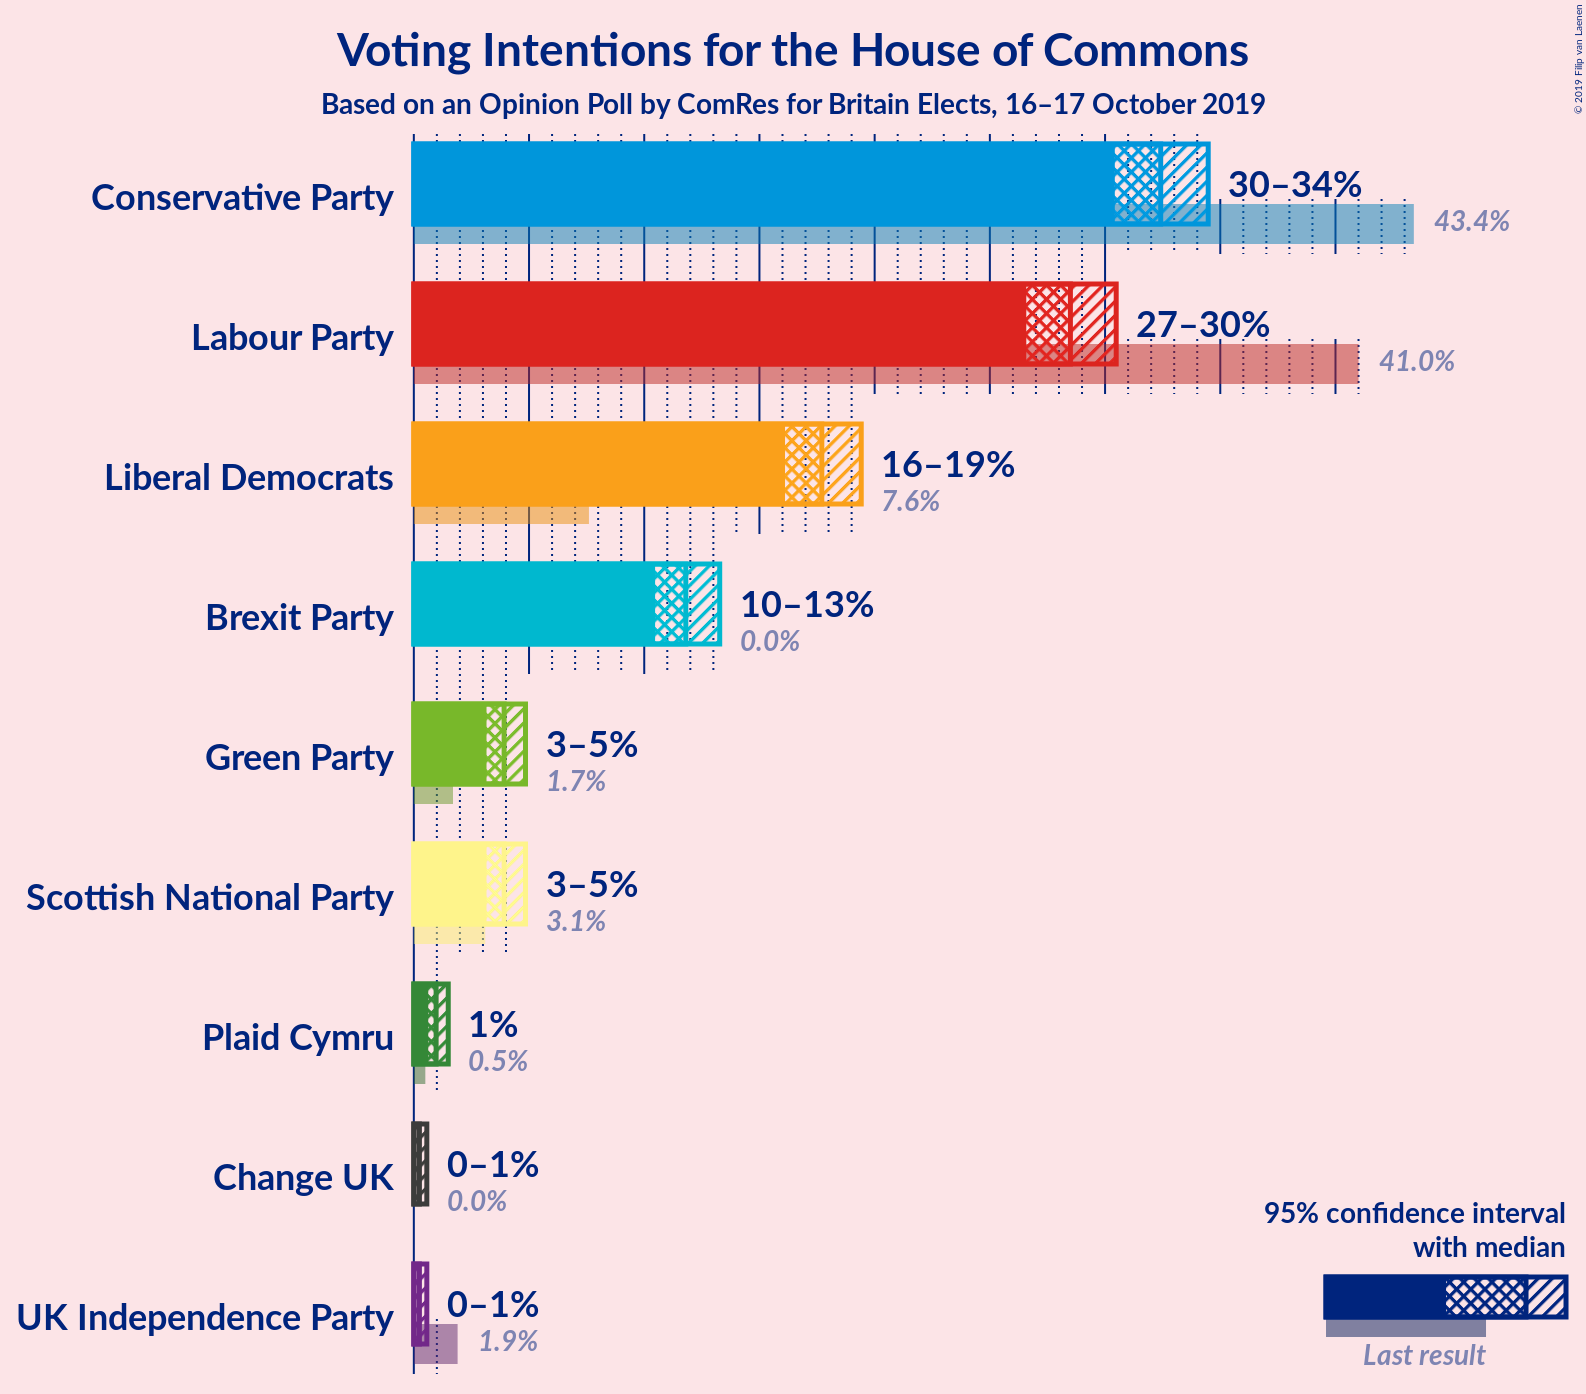 Voting Intentions for the House of Commons
Based on an Opinion Poll by ComRes for Britain Elects, 16–17 October 2019
© 2019 Filip van Laenen
Conservative Party
30–34%
43.4%
Labour Party
27–30%
41.0%
Liberal Democrats
16–19%
7.6%
Brexit Party
10–13%
0.0%
Green Party
3–5%
1.7%
Scottish National Party
3–5%
3.1%
Plaid Cymru
1%
0.5%
Change UK
0–1%
0.0%
UK Independence Party
0–1%
1.9%
95% confidence interval
with median
Last result